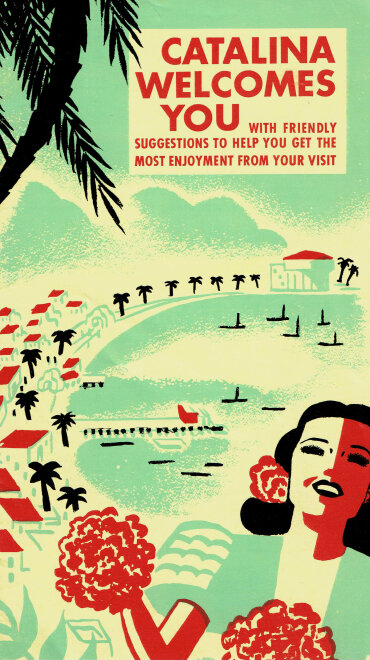 CATALINA
WELCOMES
YOU WITH FRIENDLY
SUGGESTIONS TO HELP YOU GET THE
MOST ENJOYMENT FROM YOUR VISIT